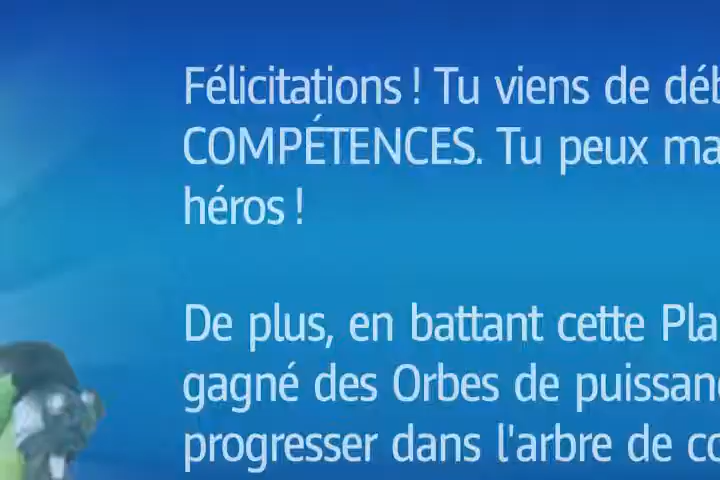 Félicitations ! Tu viens de déb
COMPÉTENCES. Tu peux ma
héros !
De plus, en battant cette Pla
gagné des Orbes de puissan
progresser dans l'arbre de co